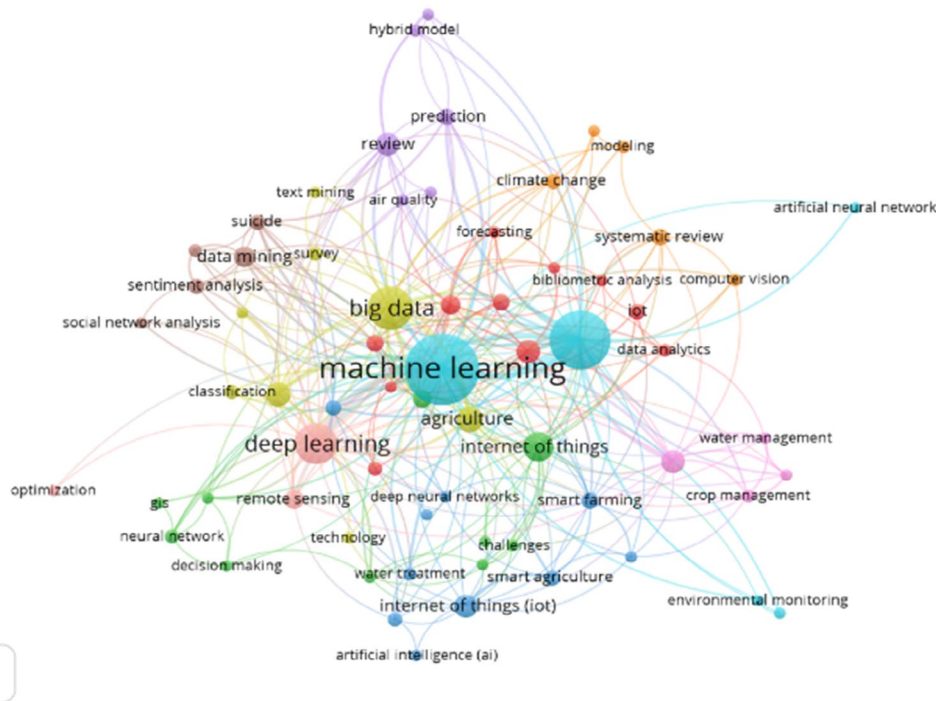 hybrid model
prediction
review
modeling
climate change
text mining
air quality
artificial neural network
suicide
forecasting
systematic review
data mining
survey
bibliometric analysis
computer vision
sentiment analysis
big data
iot
social network analysis
data analytics
machine learning
classification
agriculture
deep learning
internet of things
water management
optimization
remote sensing
deep neural networks
smart farming
crop management
gis
neural network
technology
challenges
decision making
water treatment
smart agriculture
internet of things (iot)
environmental monitoring
artificial intelligence (ai)